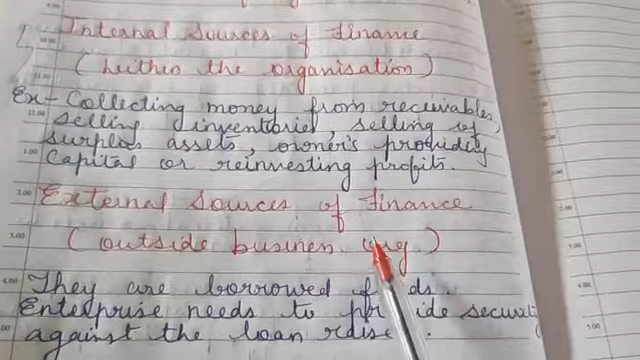 Internal Sources of Finance
(within the organisation)
Ex- Collecting money from receivables,
selling inventories, selling of
surplus assets, owner's providing
Capital or reinvesting profits.
External Sources of Finance
(outside business org.)
They are borrowed
Enterprise needs to security
against the loan